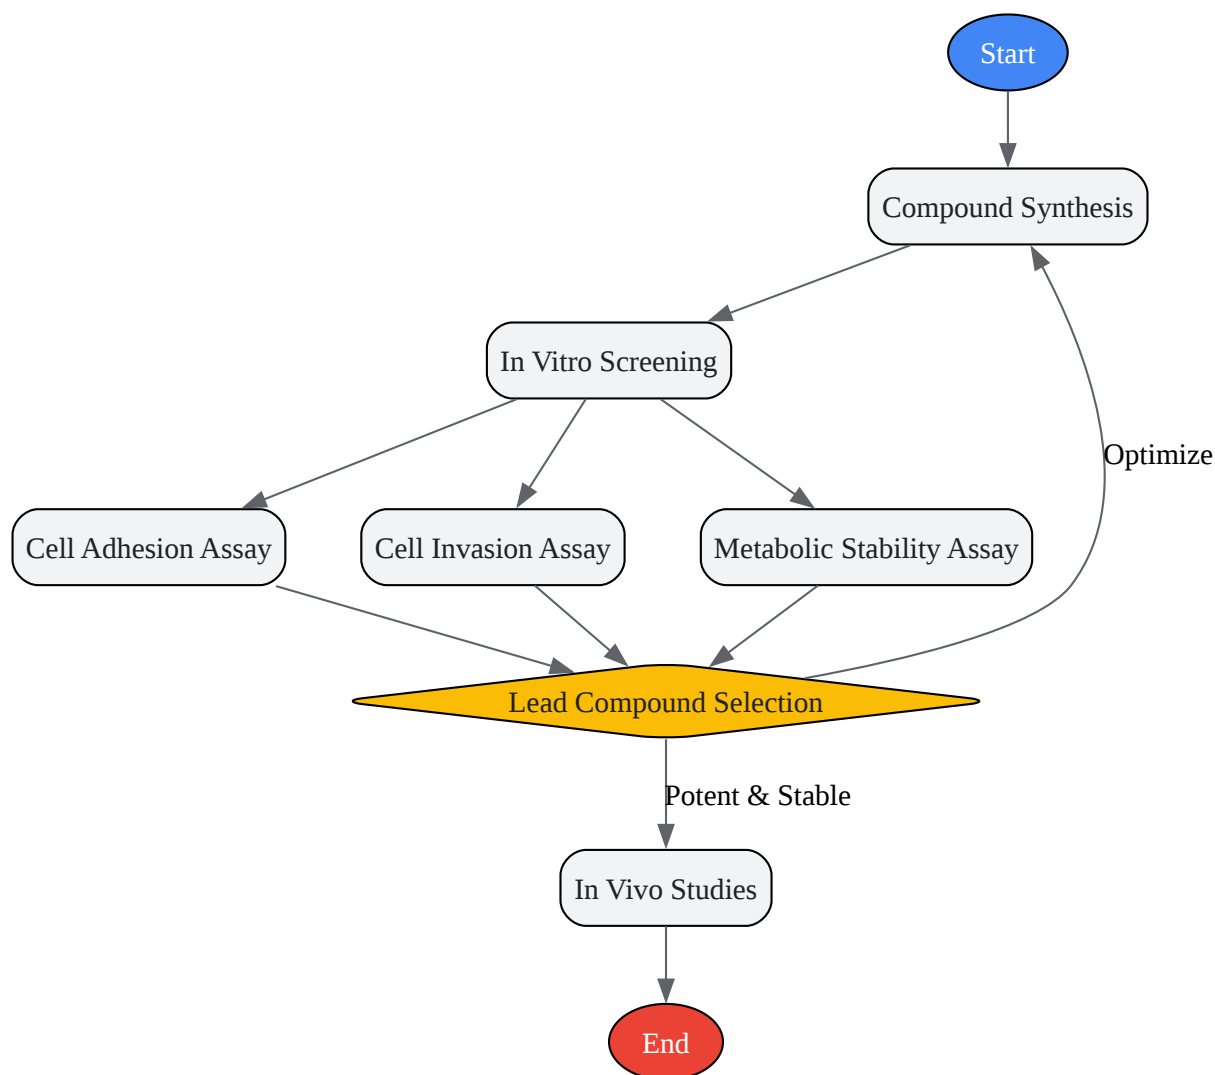 Start
Compound Synthesis
In Vitro Screening
Optimize
Cell Adhesion Assay
Cell Invasion Assay
Metabolic Stability Assay
Lead Compound Selection
Potent & Stable
In Vivo Studies
End